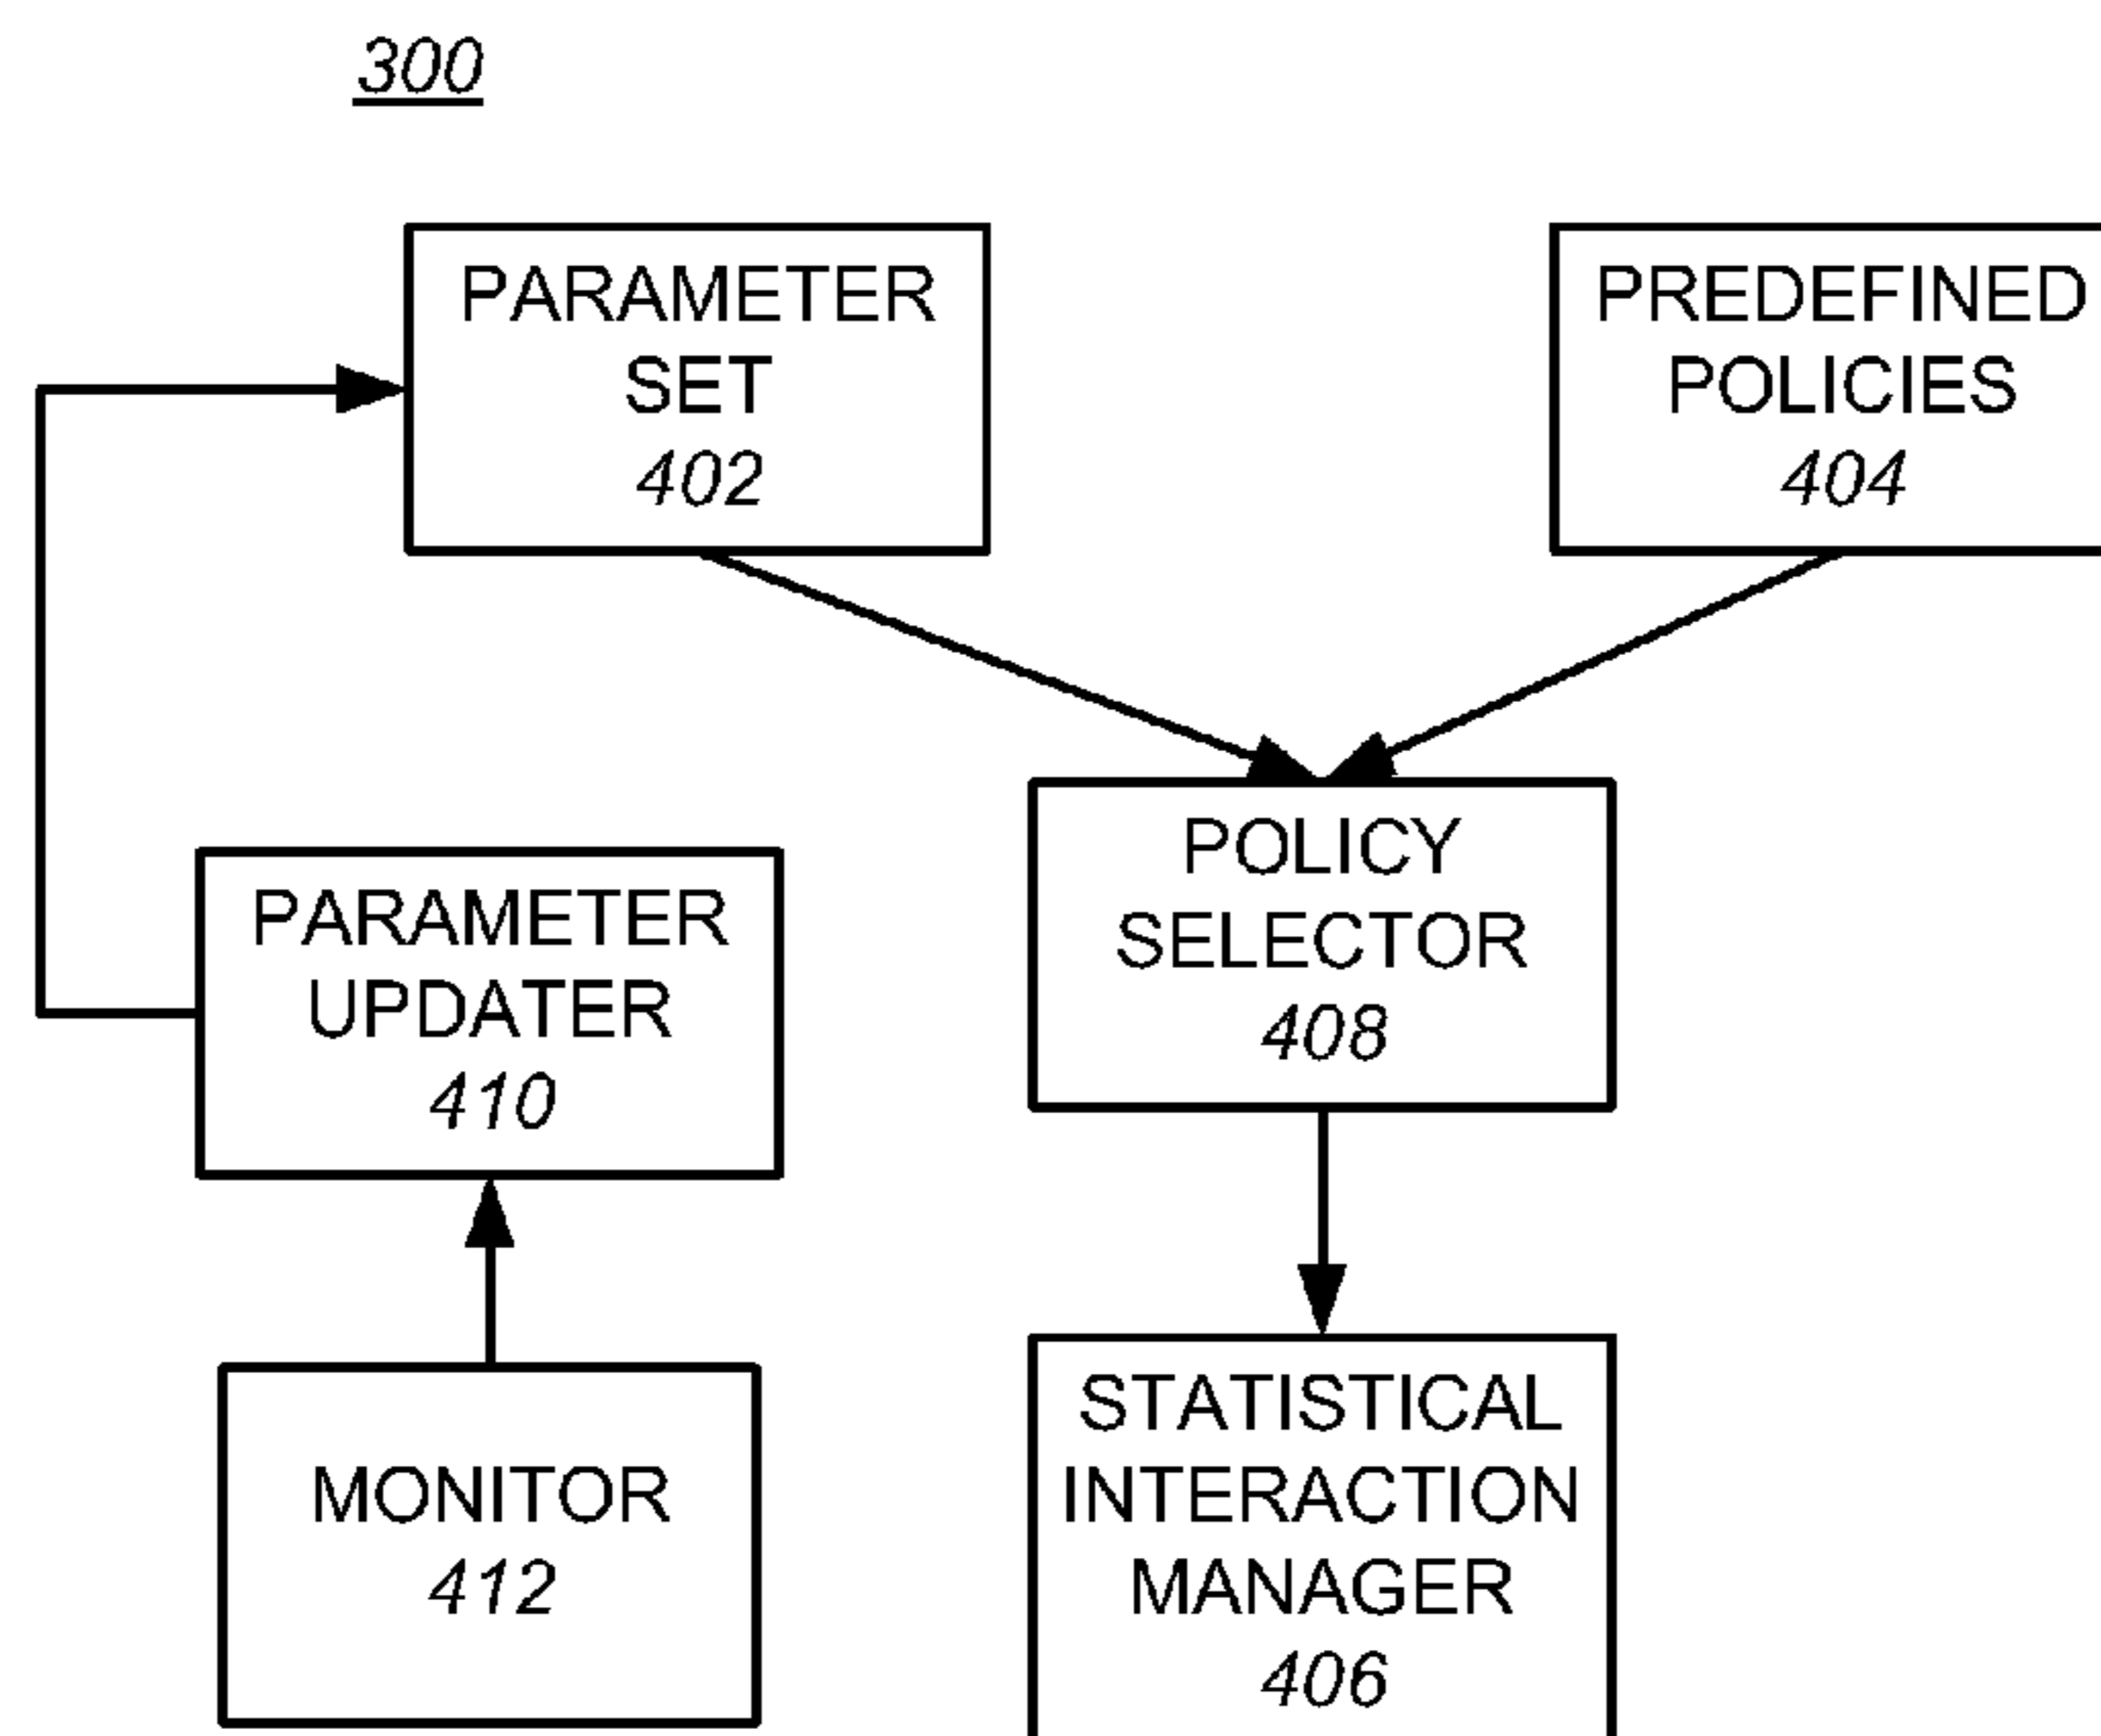 300
PARAMETER
SET
402
PREDEFINED
POLICIES
404
PARAMETER
UPDATER
410
POLICY
SELECTOR
408
MONITOR
412
STATISTICAL
INTERACTION
MANAGER
406